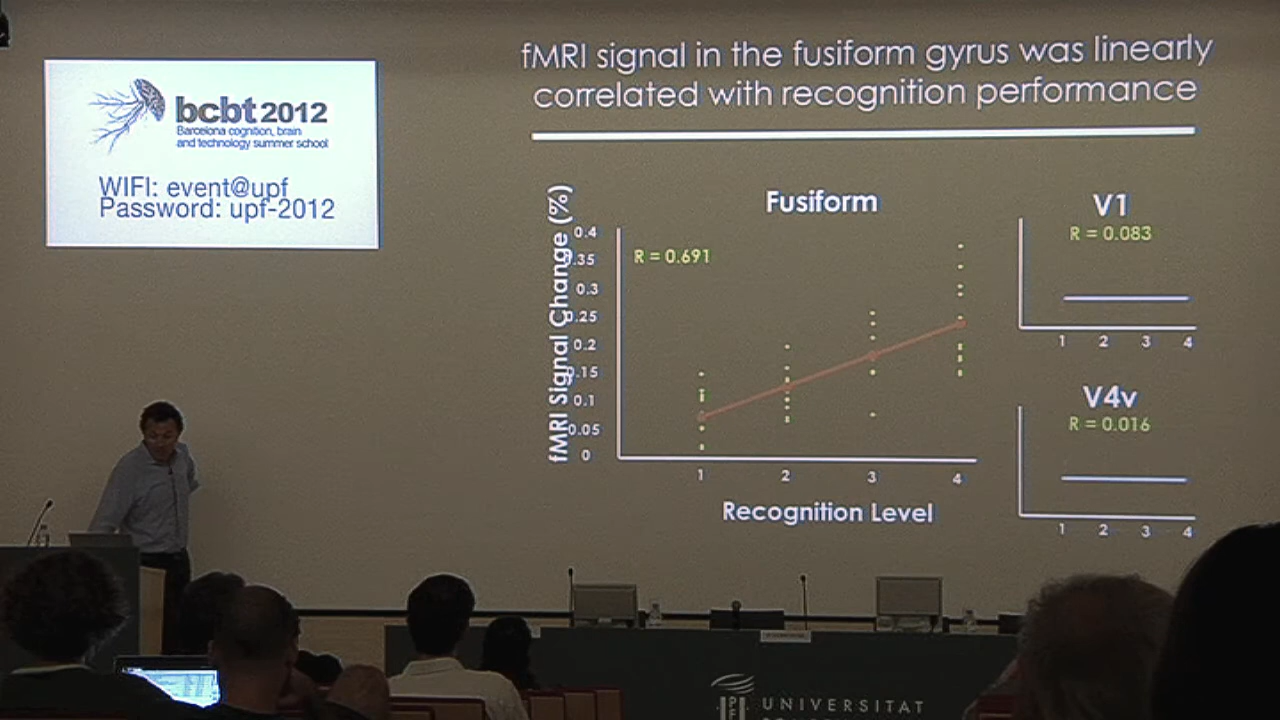 bcbt 2012
Barcelona cognition, brain
and technology summer school
WIFI: event@upf
Password: upf-2012
fMRI signal in the fusiform gyrus was linearly
correlated with recognition performance
Fusiform
R = 0.691
fMRI Signal Change (%)
0.4
.35
0.3
0.25
0.2
0.15
0.1
0.05
0
1 2 3 4
Recognition Level
V1
R = 0.083
1 2 3 4
V4v
R = 0.016
1 2 3 4
UNIVERSITAT